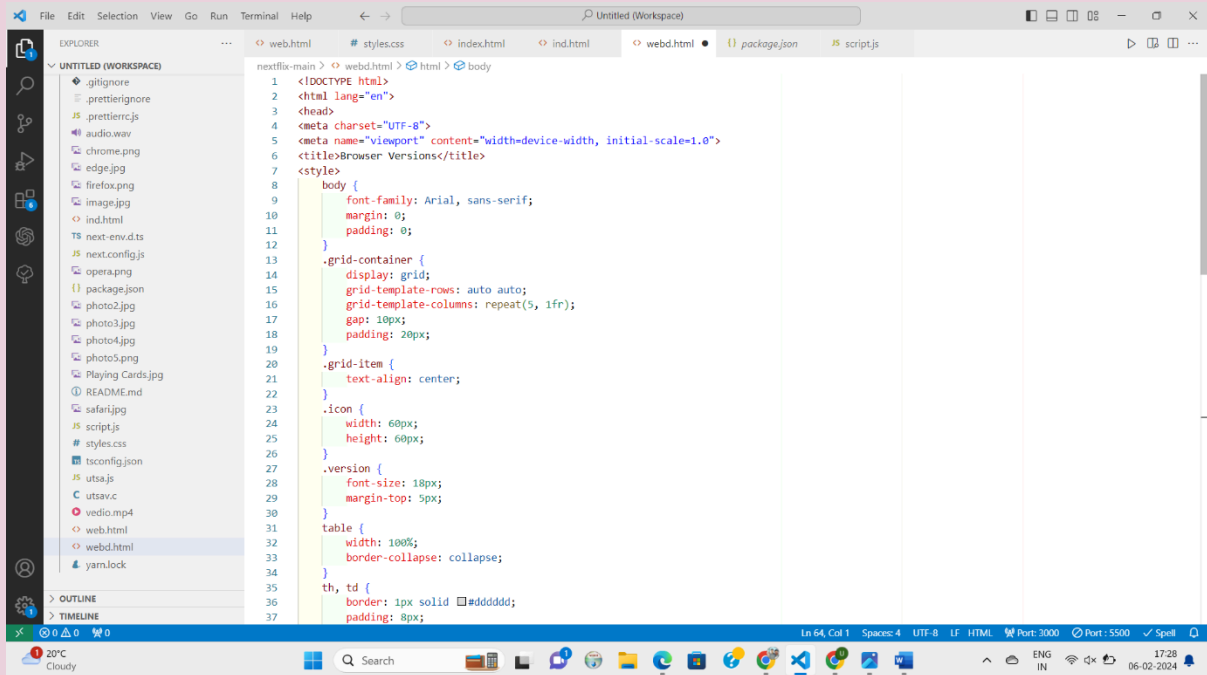 File Edit Selection View Go Run Terminal Help
Untitled (Workspace)
EXPLORER
UNTITLED (WORKSPACE)
.gitignore
.prettierignore
JS .prettierrc.js
audio.wav
chrome.png
edge.jpg
firefox.png
image.jpg
<> ind.html
TS next-env.d.ts
JS next.config.js
opera.png
{} package.json
photo2.jpg
photo3.jpg
photo4.jpg
photo5.png
Playing Cards.jpg
README.md
safari.jpg
JS script.js
# styles.css
tsconfig.json
JS utsa.js
C utsav.c
vedio.mp4
<> web.html
<> webd.html
yarn.lock
OUTLINE
TIMELINE
<> web.html # styles.css <> index.html <> ind.html <> webd.html ● {} package.json JS script.js
nextflix-main > <> webd.html > html > body
1 <!DOCTYPE html>
2 <html lang="en">
3 <head>
4 <meta charset="UTF-8">
5 <meta name="viewport" content="width=device-width, initial-scale=1.0">
6 <title>Browser Versions</title>
7 <style>
8 body {
9 font-family: Arial, sans-serif;
10 margin: 0;
11 padding: 0;
12 }
13 .grid-container {
14 display: grid;
15 grid-template-rows: auto auto;
16 grid-template-columns: repeat(5, 1fr);
17 gap: 10px;
18 padding: 20px;
19 }
20 .grid-item {
21 text-align: center;
22 }
23 .icon {
24 width: 60px;
25 height: 60px;
26 }
27 .version {
28 font-size: 18px;
29 margin-top: 5px;
30 }
31 table {
32 width: 100%;
33 border-collapse: collapse;
34 }
35 th, td {
36 border: 1px solid #dddddd;
37 padding: 8px;
0 0 0 Ln 64, Col 1 Spaces: 4 UTF-8 LF HTML Port: 3000 Port : 5500 Spell
20°C
Cloudy
Search
ENG
IN
17:28
06-02-2024